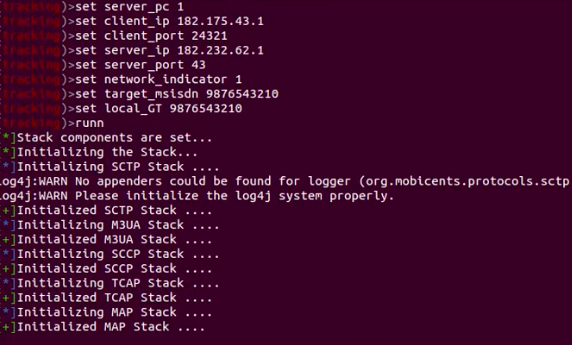 (tracking)>set server_pc 1
(tracking)>set client_ip 182.175.43.1
(tracking)>set client_port 24321
(tracking)>set server_ip 182.232.62.1
(tracking)>set server_port 43
(tracking)>set network_indicator 1
(tracking)>set target_msisdn 9876543210
(tracking)>set local_GT 9876543210
(tracking)>runn
[*]Stack components are set...
[*]Initializing the Stack...
[*]Initializing SCTP Stack ....
log4j:WARN No appenders could be found for logger (org.mobicents.protocols.sctp
log4j:WARN Please initialize the log4j system properly.
[+]Initialized SCTP Stack ....
[*]Initializing M3UA Stack ....
[+]Initialized M3UA Stack ....
[*]Initializing SCCP Stack ....
[+]Initialized SCCP Stack ....
[*]Initializing TCAP Stack ....
[+]Initialized TCAP Stack ....
[*]Initializing MAP Stack ....
[+]Initialized MAP Stack ....